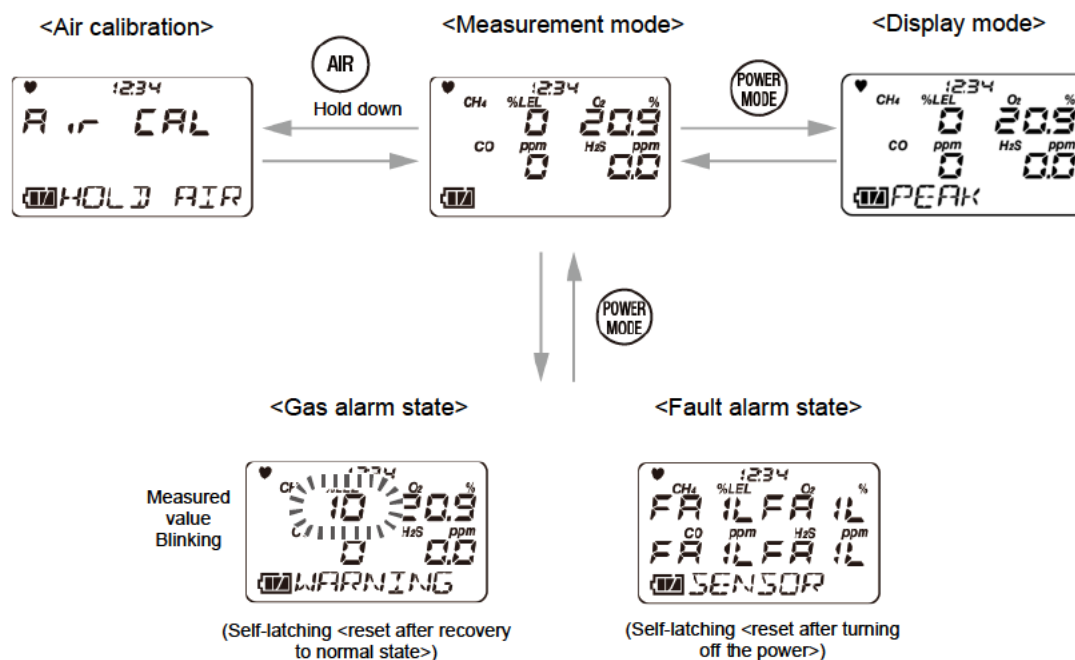 <Air calibration>
<Measurement mode>
<Display mode>
AIR
Hold down
POWER
MODE
12:34
Air CAL
HOLD AIR
12:34
CH₄ %LEL O₂ %
0 20.9
CO ppm H₂S ppm
0 0.0
12:34
CH₄ %LEL O₂ %
0 20.9
CO ppm H₂S ppm
0 0.0
PEAK
POWER
MODE
<Gas alarm state>
<Fault alarm state>
Measured
value
Blinking
12:34
CH %LEL O₂ %
10 20.9
C H₂S ppm
0 0.0
WARNING
12:34
CH₄ %LEL O₂ %
FAIL FAIL
CO ppm H₂S ppm
FAIL FAIL
SENSOR
(Self-latching <reset after recovery
to normal state>)
(Self-latching <reset after turning
off the power>)